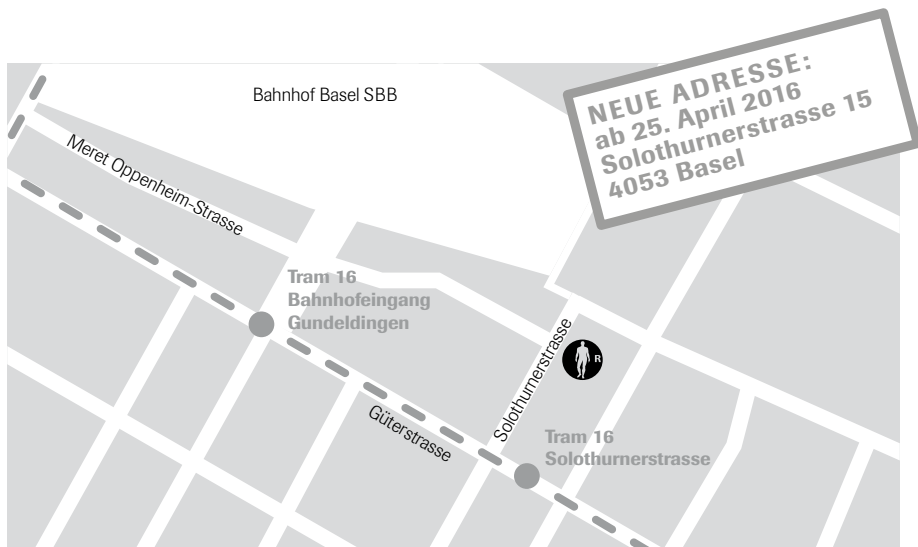 Bahnhof Basel SBB
NEUE ADRESSE:
ab 25. April 2016
Solothurnerstrasse 15
4053 Basel
Meret Oppenheim-Strasse
Tram 16
Bahnhofeingang
Gundeldingen
Solothurnerstrasse
R
Güterstrasse
Tram 16
Solothurnerstrasse